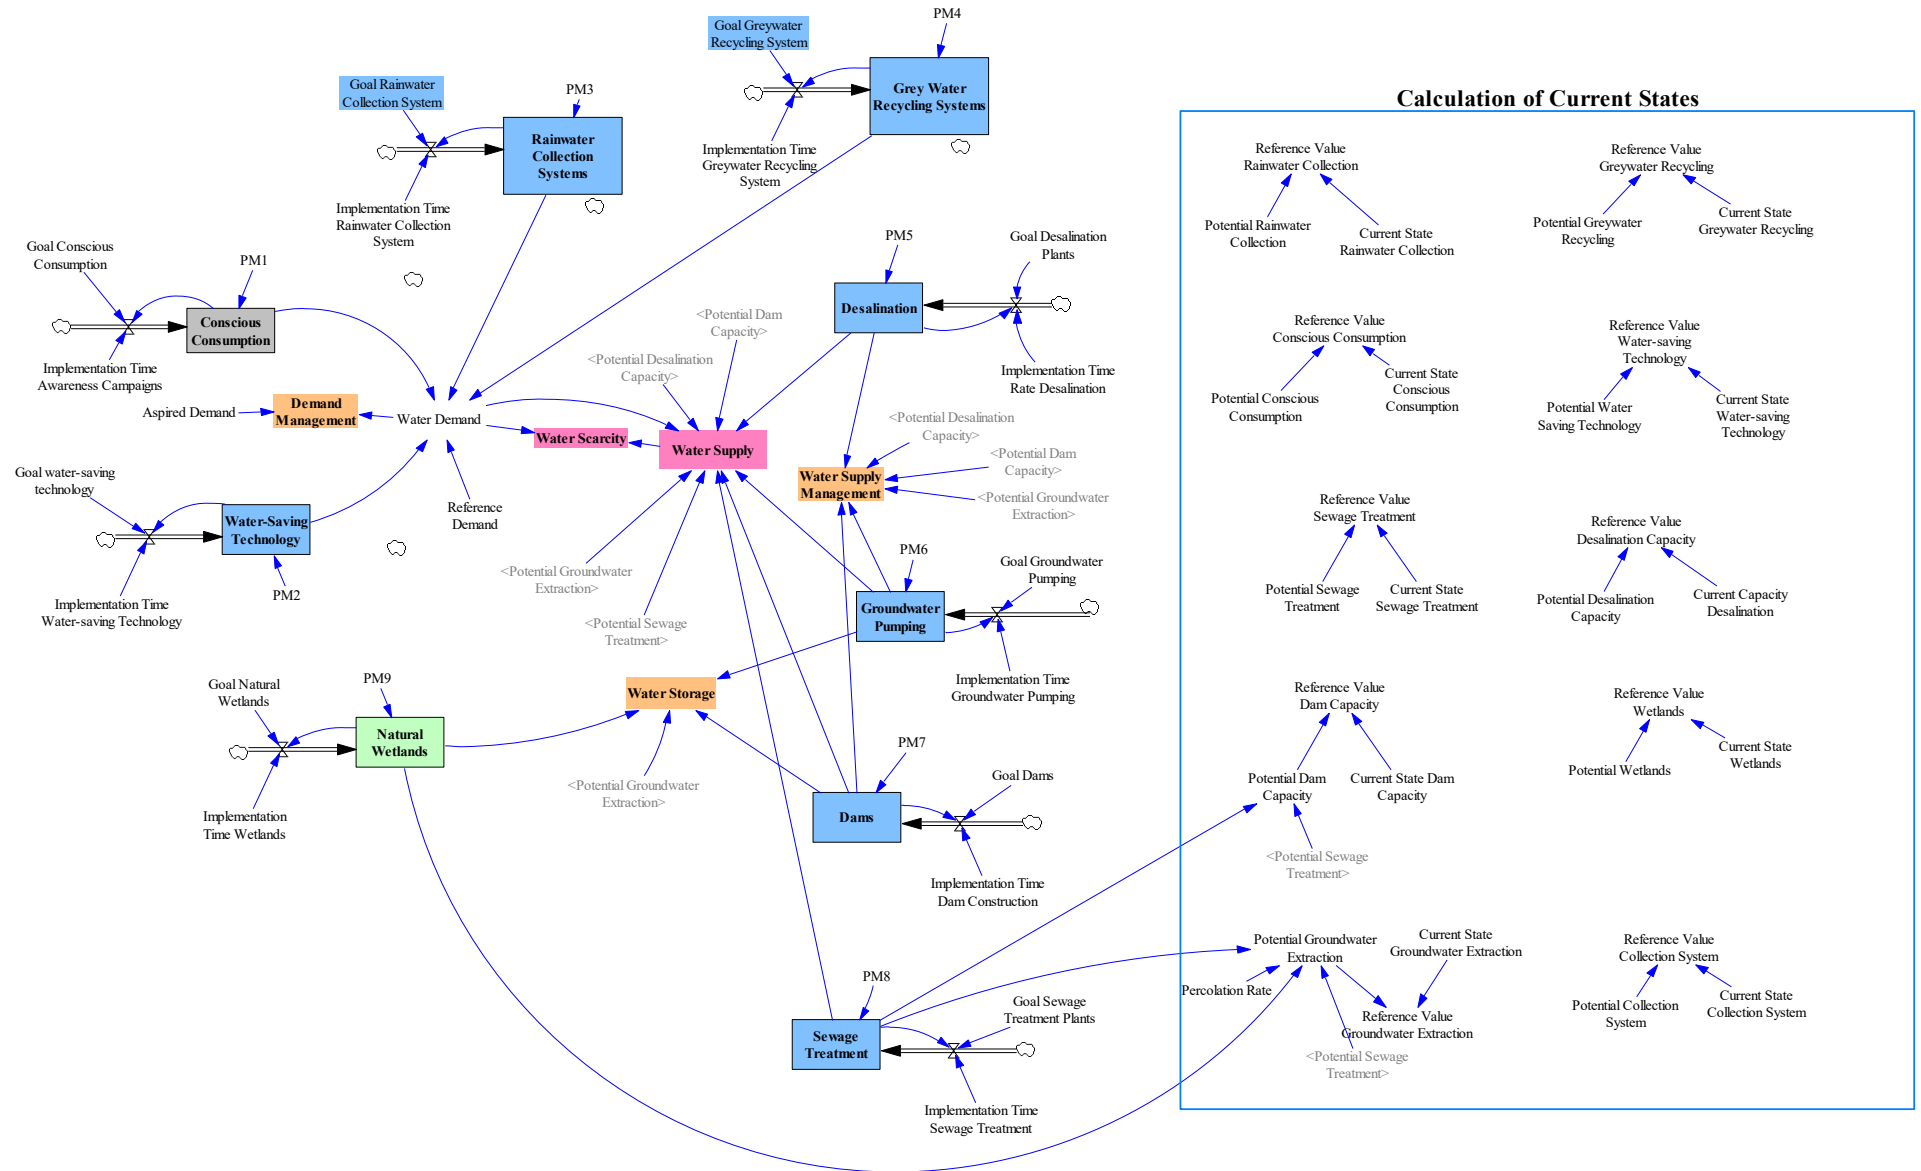 Goal Greywater
Recycling System
PM4
Grey Water
Recycling Systems
Implementation Time
Greywater Recycling
System
Goal Rainwater
Collection System
PM3
Rainwater
Collection
Systems
Implementation Time
Rainwater Collection
System
Goal Conscious
Consumption
PM1
Conscious
Consumption
Implementation Time
Awareness Campaigns
Aspired Demand
Demand
Management
Water Demand
Water Scarcity
Water Supply
<Potential Desalination
Capacity>
<Potential Dam
Capacity>
PM5
Desalination
Goal Desalination
Plants
Implementation Time
Rate Desalination
<Potential Desalination
Capacity>
<Potential Dam
Capacity>
<Potential Groundwater
Extraction>
Water Supply
Management
Goal water-saving
technology
Water-Saving
Technology
PM2
Implementation Time
Water-saving Technology
Reference
Demand
<Potential Groundwater
Extraction>
<Potential Sewage
Treatment>
PM6
Groundwater
Pumping
Goal Groundwater
Pumping
Implementation Time
Groundwater Pumping
Water Storage
Goal Natural
Wetlands
PM9
Natural
Wetlands
Implementation
Time Wetlands
<Potential Groundwater
Extraction>
PM7
Dams
Goal Dams
Implementation Time
Dam Construction
PM8
Sewage
Treatment
Goal Sewage
Treatment Plants
Implementation Time
Sewage Treatment
Calculation of Current States
Reference Value
Rainwater Collection
Potential Rainwater
Collection
Current State
Rainwater Collection
Reference Value
Greywater Recycling
Potential Greywater
Recycling
Current State
Greywater Recycling
Reference Value
Conscious Consumption
Potential Conscious
Consumption
Current State
Conscious
Consumption
Reference Value
Water-saving
Technology
Potential Water
Saving Technology
Current State
Water-saving
Technology
Reference Value
Sewage Treatment
Potential Sewage
Treatment
Current State
Sewage Treatment
Reference Value
Desalination Capacity
Potential Desalination
Capacity
Current Capacity
Desalination
Reference Value
Dam Capacity
Potential Dam
Capacity
Current State Dam
Capacity
<Potential Sewage
Treatment>
Reference Value
Wetlands
Potential Wetlands
Current State
Wetlands
Potential Groundwater
Extraction
Current State
Groundwater Extraction
Percolation Rate
Reference Value
Groundwater Extraction
<Potential Sewage
Treatment>
Reference Value
Collection System
Potential Collection
System
Current State
Collection System